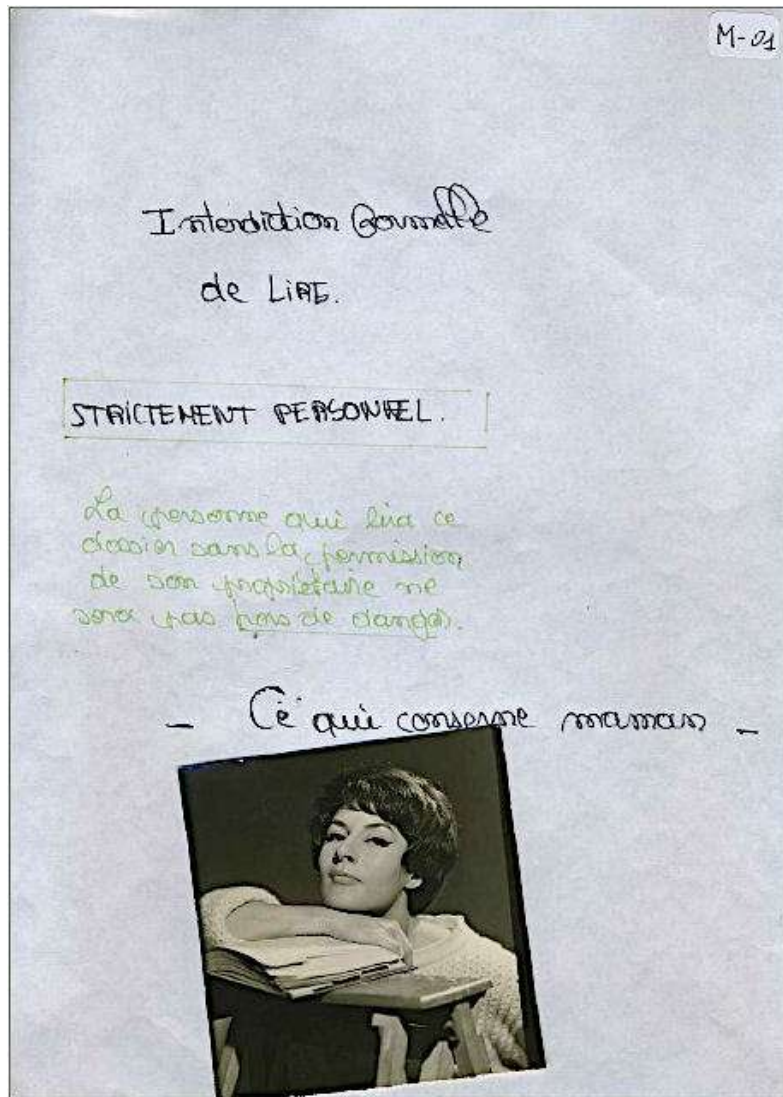 M-01
Interdiction formelle
de LiRE.
STRICTEMENT PERSONNEL.
La personne qui lira ce
dossier sans la permission
de son propriétaire ne
sera pas hors de danger.
- Ce qui conserne maman -